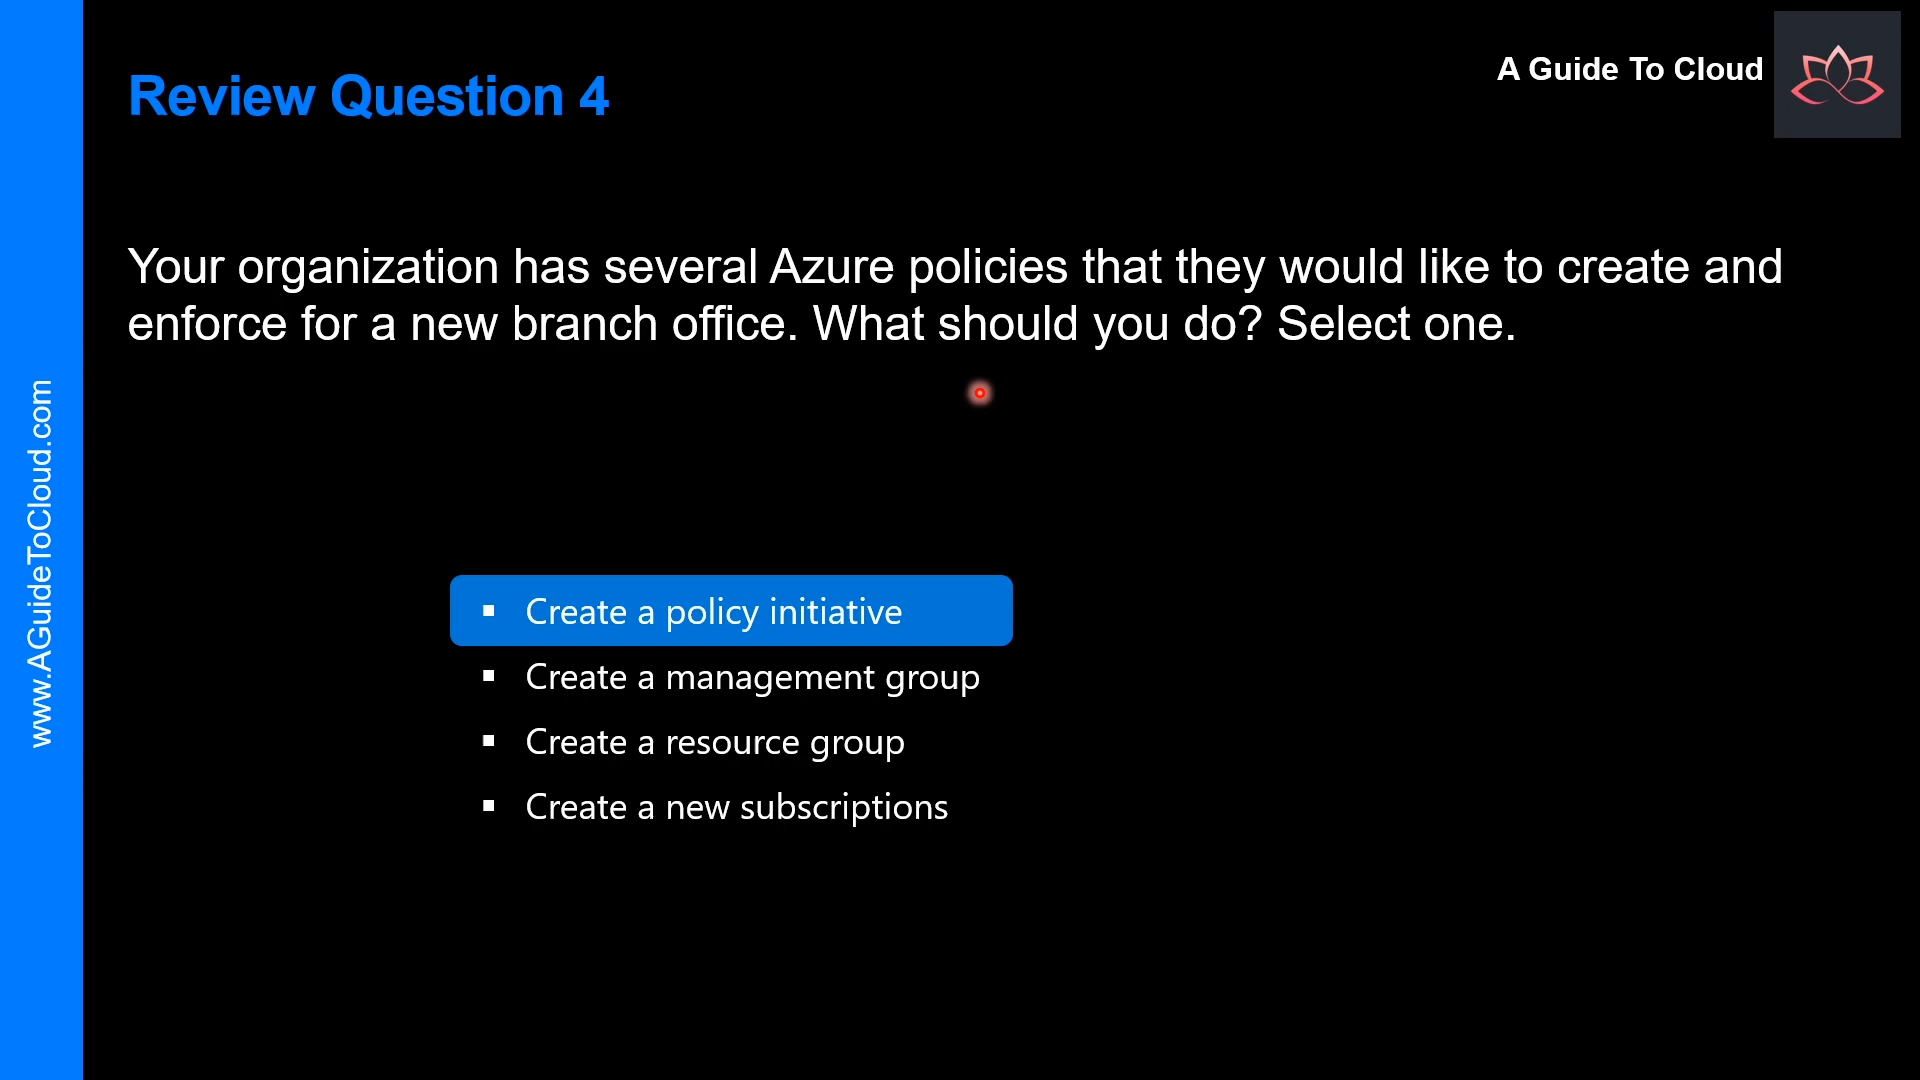 Review Question 4
A Guide To Cloud
Your organization has several Azure policies that they would like to create and
enforce for a new branch office. What should you do? Select one.
▪ Create a policy initiative
▪ Create a management group
▪ Create a resource group
▪ Create a new subscriptions
www.AGuideToCloud.com